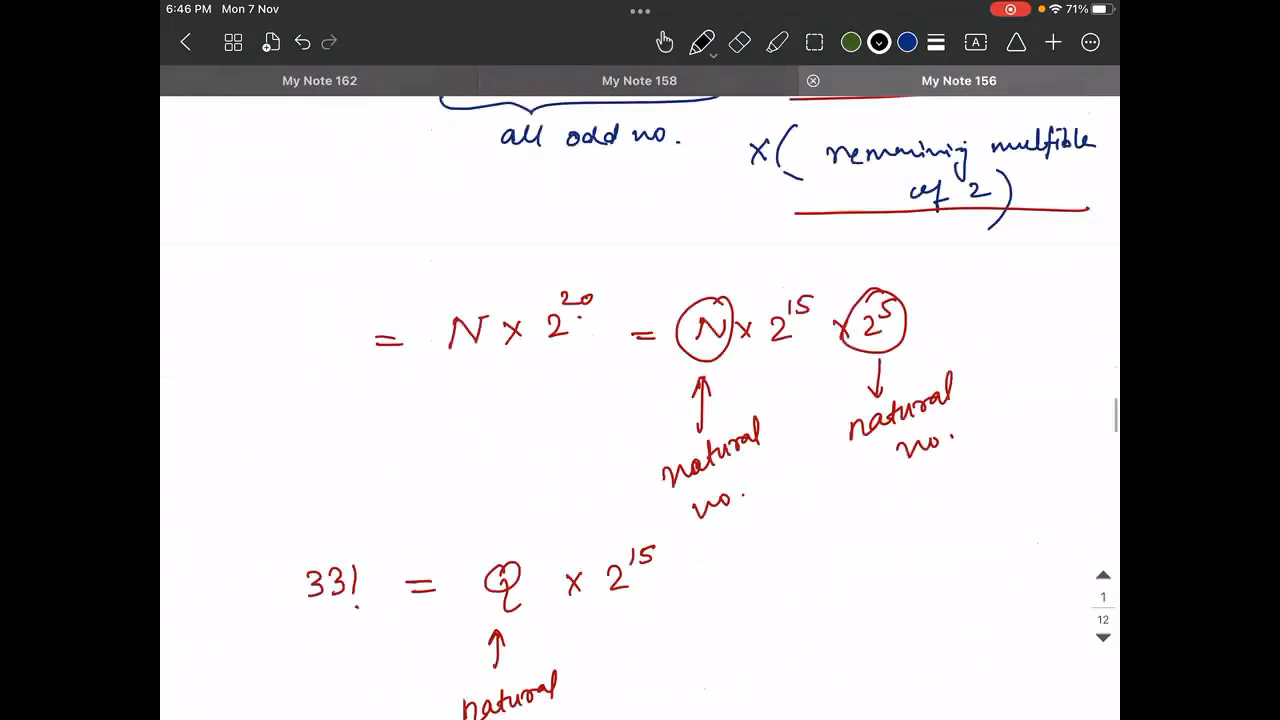 6:46 PM Mon 7 Nov
71%
A
My Note 162
My Note 158
My Note 156
all odd no.
×( remaining multible
of 2 )
= N × 2^20 = N × 2^15 × 2^5
natural
no.
natural
no.
33! = Q × 2^15
natural
1
12